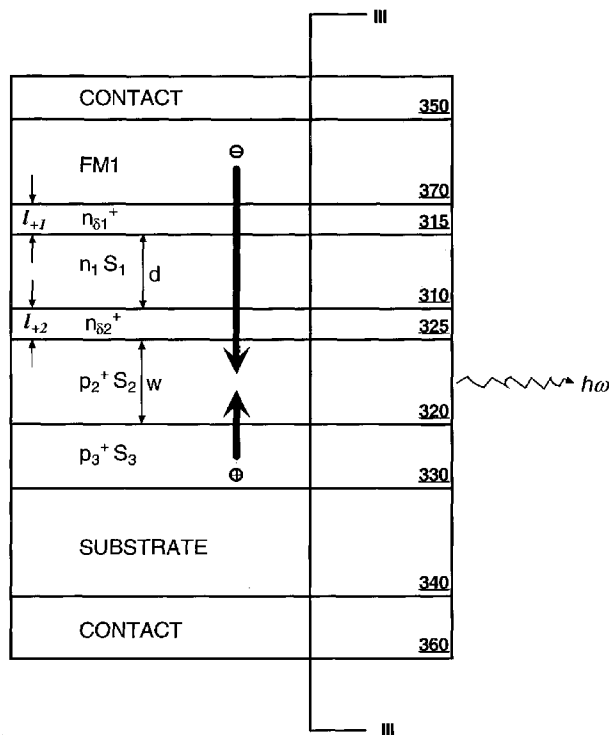 III
CONTACT
350
FM1
⊖
370
l₊₁
nδ1⁺
315
n₁ S₁
d
310
l₊₂
nδ2⁺
325
p₂⁺ S₂
w
ħω
320
p₃⁺ S₃
⊕
330
SUBSTRATE
340
CONTACT
360
III